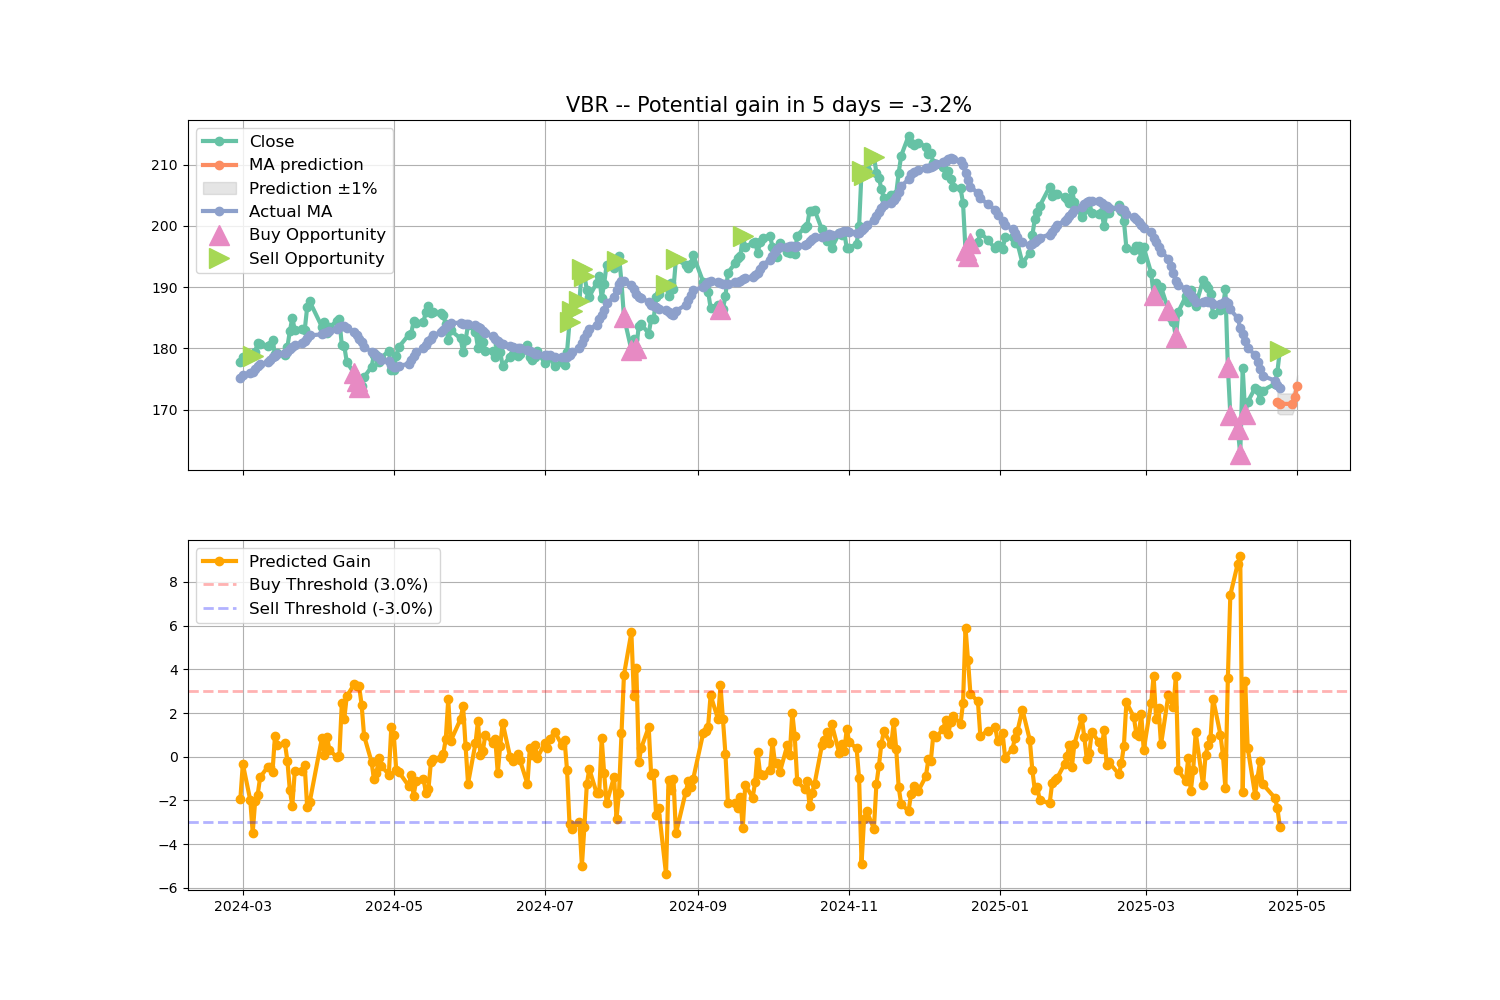 VBR -- Potential gain in 5 days = -3.2%
Close
MA prediction
Prediction ±1%
Actual MA
Buy Opportunity
Sell Opportunity
210
200
190
180
170
Predicted Gain
Buy Threshold (3.0%)
Sell Threshold (-3.0%)
8
6
4
2
0
−2
−4
−6
2024-03
2024-05
2024-07
2024-09
2024-11
2025-01
2025-03
2025-05